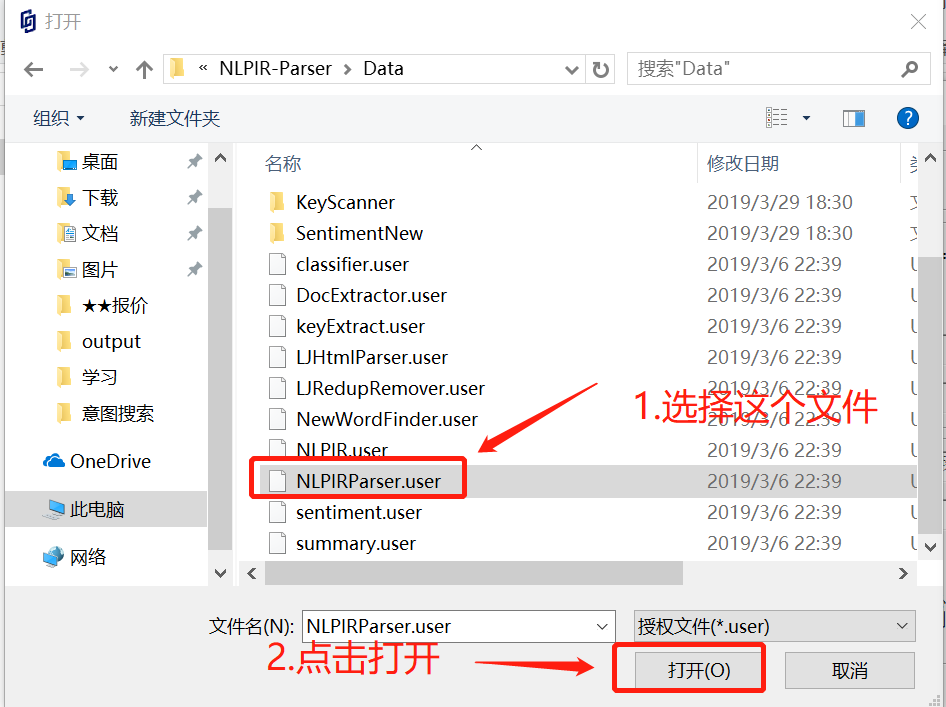 打开
« NLPIR-Parser > Data
搜索"Data"
组织
新建文件夹
?
桌面
下载
文档
图片
★★报价
output
学习
意图搜索
OneDrive
此电脑
网络
名称 修改日期
KeyScanner 2019/3/29 18:30
SentimentNew 2019/3/29 18:30
classifier.user 2019/3/6 22:39
DocExtractor.user 2019/3/6 22:39
keyExtract.user 2019/3/6 22:39
LJHtmlParser.user 2019/3/6 22:39
LJRedupRemover.user 2019/3/6 22:39
1.选择这个文件
NewWordFinder.user 2019/3/6 22:39
NLPIR.user 2019/3/6 22:39
NLPIRParser.user 2019/3/6 22:39
sentiment.user 2019/3/6 22:39
summary.user 2019/3/6 22:39
文件名(N): NLPIRParser.user 授权文件(*.user)
2.点击打开
打开(O) 取消